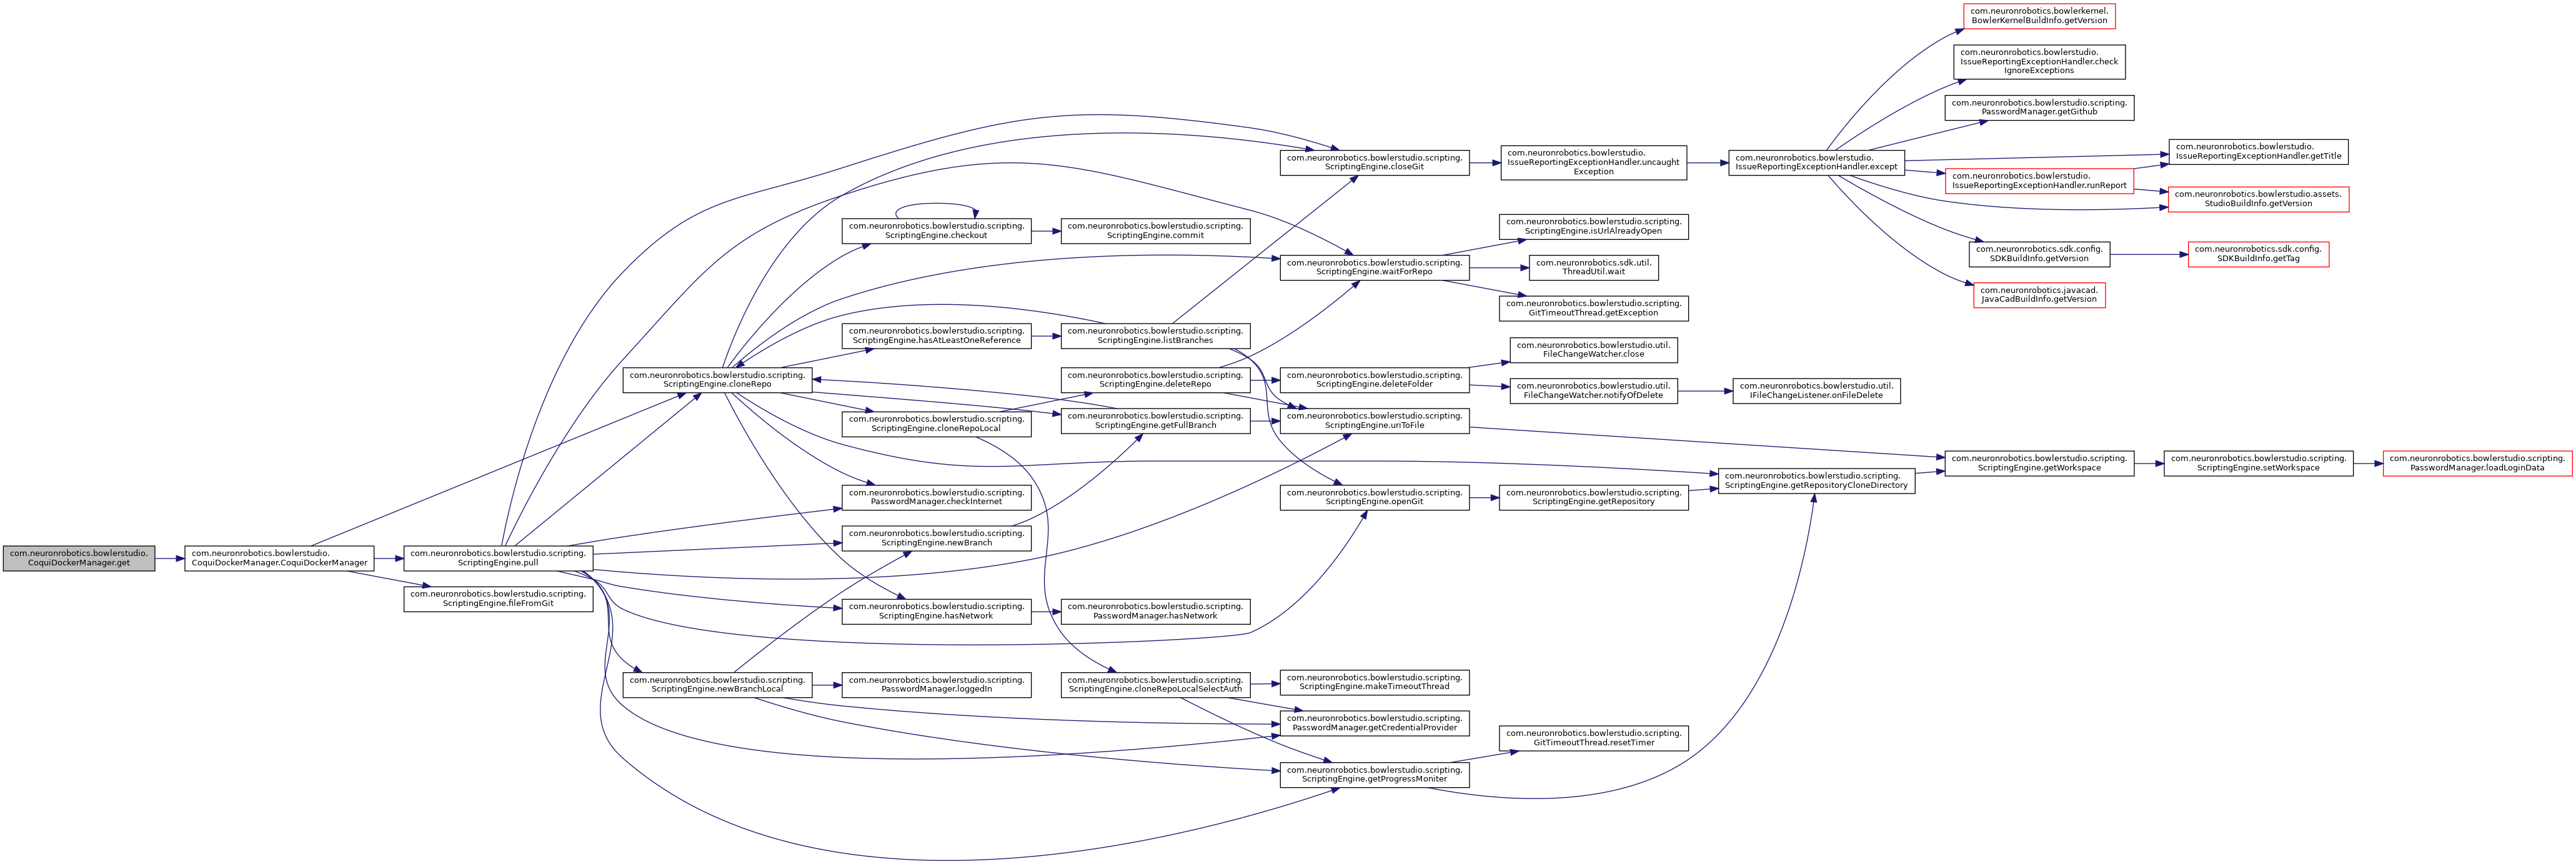 com.neuronrobotics.bowlerstudio.
CoquiDockerManager.get
com.neuronrobotics.bowlerstudio.
CoquiDockerManager.CoquiDockerManager
com.neuronrobotics.bowlerstudio.scripting.
ScriptingEngine.pull
com.neuronrobotics.bowlerstudio.scripting.
ScriptingEngine.fileFromGit
com.neuronrobotics.bowlerstudio.scripting.
ScriptingEngine.cloneRepo
com.neuronrobotics.bowlerstudio.scripting.
ScriptingEngine.newBranchLocal
com.neuronrobotics.bowlerstudio.scripting.
ScriptingEngine.checkout
com.neuronrobotics.bowlerstudio.scripting.
ScriptingEngine.hasAtLeastOneReference
com.neuronrobotics.bowlerstudio.scripting.
ScriptingEngine.cloneRepoLocal
com.neuronrobotics.bowlerstudio.scripting.
PasswordManager.checkInternet
com.neuronrobotics.bowlerstudio.scripting.
ScriptingEngine.newBranch
com.neuronrobotics.bowlerstudio.scripting.
ScriptingEngine.hasNetwork
com.neuronrobotics.bowlerstudio.scripting.
PasswordManager.loggedIn
com.neuronrobotics.bowlerstudio.scripting.
ScriptingEngine.commit
com.neuronrobotics.bowlerstudio.scripting.
ScriptingEngine.listBranches
com.neuronrobotics.bowlerstudio.scripting.
ScriptingEngine.deleteRepo
com.neuronrobotics.bowlerstudio.scripting.
ScriptingEngine.getFullBranch
com.neuronrobotics.bowlerstudio.scripting.
PasswordManager.hasNetwork
com.neuronrobotics.bowlerstudio.scripting.
ScriptingEngine.cloneRepoLocalSelectAuth
com.neuronrobotics.bowlerstudio.scripting.
ScriptingEngine.closeGit
com.neuronrobotics.bowlerstudio.scripting.
ScriptingEngine.waitForRepo
com.neuronrobotics.bowlerstudio.scripting.
ScriptingEngine.deleteFolder
com.neuronrobotics.bowlerstudio.scripting.
ScriptingEngine.uriToFile
com.neuronrobotics.bowlerstudio.scripting.
ScriptingEngine.openGit
com.neuronrobotics.bowlerstudio.scripting.
ScriptingEngine.makeTimeoutThread
com.neuronrobotics.bowlerstudio.scripting.
PasswordManager.getCredentialProvider
com.neuronrobotics.bowlerstudio.scripting.
ScriptingEngine.getProgressMoniter
com.neuronrobotics.bowlerstudio.
IssueReportingExceptionHandler.uncaught
Exception
com.neuronrobotics.bowlerstudio.scripting.
ScriptingEngine.isUrlAlreadyOpen
com.neuronrobotics.sdk.util.
ThreadUtil.wait
com.neuronrobotics.bowlerstudio.scripting.
GitTimeoutThread.getException
com.neuronrobotics.bowlerstudio.util.
FileChangeWatcher.close
com.neuronrobotics.bowlerstudio.util.
FileChangeWatcher.notifyOfDelete
com.neuronrobotics.bowlerstudio.scripting.
ScriptingEngine.getRepository
com.neuronrobotics.bowlerstudio.scripting.
GitTimeoutThread.resetTimer
com.neuronrobotics.bowlerstudio.
IssueReportingExceptionHandler.except
com.neuronrobotics.bowlerstudio.util.
IFileChangeListener.onFileDelete
com.neuronrobotics.bowlerstudio.scripting.
ScriptingEngine.getRepositoryCloneDirectory
com.neuronrobotics.bowlerkernel.
BowlerKernelBuildInfo.getVersion
com.neuronrobotics.bowlerstudio.
IssueReportingExceptionHandler.check
IgnoreExceptions
com.neuronrobotics.bowlerstudio.scripting.
PasswordManager.getGithub
com.neuronrobotics.bowlerstudio.
IssueReportingExceptionHandler.runReport
com.neuronrobotics.sdk.config.
SDKBuildInfo.getVersion
com.neuronrobotics.javacad.
JavaCadBuildInfo.getVersion
com.neuronrobotics.bowlerstudio.scripting.
ScriptingEngine.getWorkspace
com.neuronrobotics.bowlerstudio.
IssueReportingExceptionHandler.getTitle
com.neuronrobotics.bowlerstudio.assets.
StudioBuildInfo.getVersion
com.neuronrobotics.sdk.config.
SDKBuildInfo.getTag
com.neuronrobotics.bowlerstudio.scripting.
ScriptingEngine.setWorkspace
com.neuronrobotics.bowlerstudio.scripting.
PasswordManager.loadLoginData